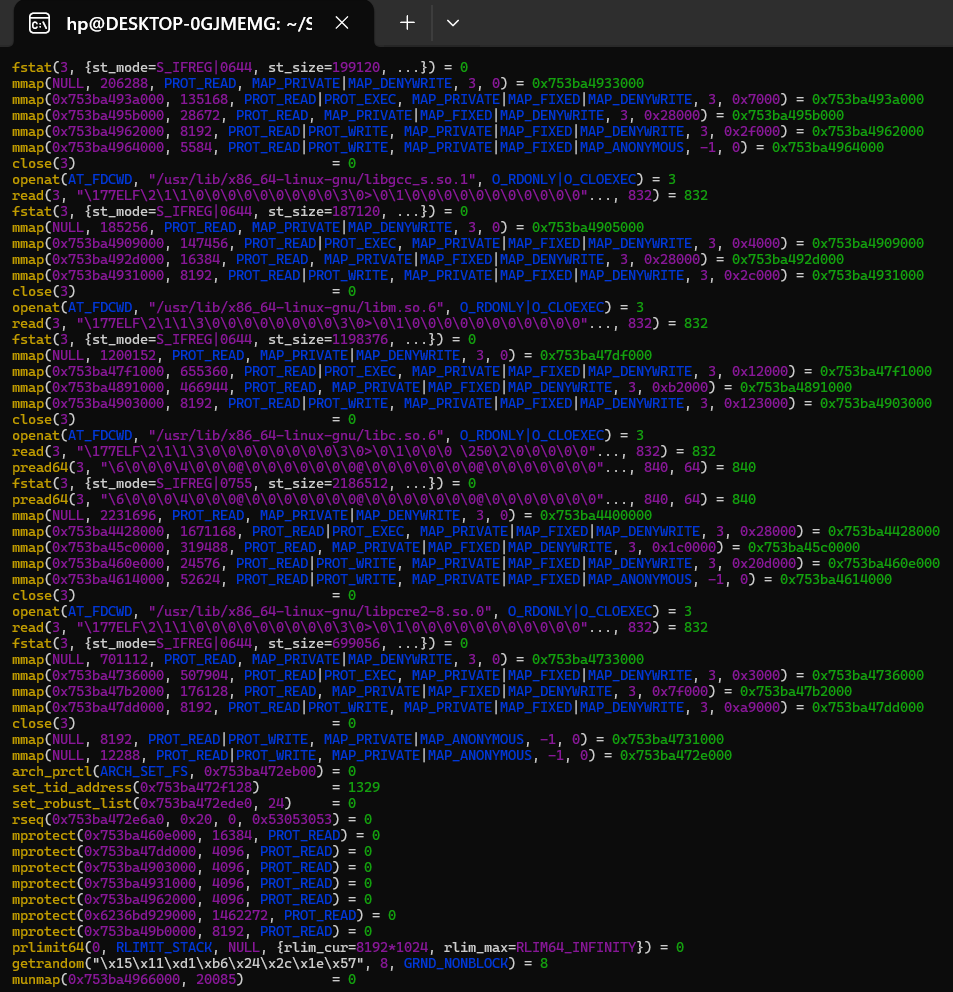 hp@DESKTOP-0GJMEMG: ~/S
fstat(3, {st_mode=S_IFREG|0644, st_size=199120, ...}) = 0
mmap(NULL, 206288, PROT_READ, MAP_PRIVATE|MAP_DENYWRITE, 3, 0) = 0x753ba4933000
mmap(0x753ba493a000, 135168, PROT_READ|PROT_EXEC, MAP_PRIVATE|MAP_FIXED|MAP_DENYWRITE, 3, 0x7000) = 0x753ba493a000
mmap(0x753ba495b000, 28672, PROT_READ, MAP_PRIVATE|MAP_FIXED|MAP_DENYWRITE, 3, 0x28000) = 0x753ba495b000
mmap(0x753ba4962000, 8192, PROT_READ|PROT_WRITE, MAP_PRIVATE|MAP_FIXED|MAP_DENYWRITE, 3, 0x2f000) = 0x753ba4962000
mmap(0x753ba4964000, 5584, PROT_READ|PROT_WRITE, MAP_PRIVATE|MAP_FIXED|MAP_ANONYMOUS, -1, 0) = 0x753ba4964000
close(3)                                = 0
openat(AT_FDCWD, "/usr/lib/x86_64-linux-gnu/libgcc_s.so.1", O_RDONLY|O_CLOEXEC) = 3
read(3, "\177ELF\2\1\1\0\0\0\0\0\0\0\0\0\3\0>\0\1\0\0\0\0\0\0\0\0\0\0\0"..., 832) = 832
fstat(3, {st_mode=S_IFREG|0644, st_size=187120, ...}) = 0
mmap(NULL, 185256, PROT_READ, MAP_PRIVATE|MAP_DENYWRITE, 3, 0) = 0x753ba4905000
mmap(0x753ba4909000, 147456, PROT_READ|PROT_EXEC, MAP_PRIVATE|MAP_FIXED|MAP_DENYWRITE, 3, 0x4000) = 0x753ba4909000
mmap(0x753ba492d000, 16384, PROT_READ, MAP_PRIVATE|MAP_FIXED|MAP_DENYWRITE, 3, 0x28000) = 0x753ba492d000
mmap(0x753ba4931000, 8192, PROT_READ|PROT_WRITE, MAP_PRIVATE|MAP_FIXED|MAP_DENYWRITE, 3, 0x2c000) = 0x753ba4931000
close(3)                                = 0
openat(AT_FDCWD, "/usr/lib/x86_64-linux-gnu/libm.so.6", O_RDONLY|O_CLOEXEC) = 3
read(3, "\177ELF\2\1\1\3\0\0\0\0\0\0\0\0\3\0>\0\1\0\0\0\0\0\0\0\0\0\0\0"..., 832) = 832
fstat(3, {st_mode=S_IFREG|0644, st_size=1198376, ...}) = 0
mmap(NULL, 1200152, PROT_READ, MAP_PRIVATE|MAP_DENYWRITE, 3, 0) = 0x753ba47df000
mmap(0x753ba47f1000, 655360, PROT_READ|PROT_EXEC, MAP_PRIVATE|MAP_FIXED|MAP_DENYWRITE, 3, 0x12000) = 0x753ba47f1000
mmap(0x753ba4891000, 466944, PROT_READ, MAP_PRIVATE|MAP_FIXED|MAP_DENYWRITE, 3, 0xb2000) = 0x753ba4891000
mmap(0x753ba4903000, 8192, PROT_READ|PROT_WRITE, MAP_PRIVATE|MAP_FIXED|MAP_DENYWRITE, 3, 0x123000) = 0x753ba4903000
close(3)                                = 0
openat(AT_FDCWD, "/usr/lib/x86_64-linux-gnu/libc.so.6", O_RDONLY|O_CLOEXEC) = 3
read(3, "\177ELF\2\1\1\3\0\0\0\0\0\0\0\0\3\0>\0\1\0\0\0 \250\2\0\0\0\0\0"..., 832) = 832
pread64(3, "\6\0\0\0\4\0\0\0@\0\0\0\0\0\0\0@\0\0\0\0\0\0\0@\0\0\0\0\0\0\0"..., 840, 64) = 840
fstat(3, {st_mode=S_IFREG|0755, st_size=2186512, ...}) = 0
pread64(3, "\6\0\0\0\4\0\0\0@\0\0\0\0\0\0\0@\0\0\0\0\0\0\0@\0\0\0\0\0\0\0"..., 840, 64) = 840
mmap(NULL, 2231696, PROT_READ, MAP_PRIVATE|MAP_DENYWRITE, 3, 0) = 0x753ba4400000
mmap(0x753ba4428000, 1671168, PROT_READ|PROT_EXEC, MAP_PRIVATE|MAP_FIXED|MAP_DENYWRITE, 3, 0x28000) = 0x753ba4428000
mmap(0x753ba45c0000, 319488, PROT_READ, MAP_PRIVATE|MAP_FIXED|MAP_DENYWRITE, 3, 0x1c0000) = 0x753ba45c0000
mmap(0x753ba460e000, 24576, PROT_READ|PROT_WRITE, MAP_PRIVATE|MAP_FIXED|MAP_DENYWRITE, 3, 0x20d000) = 0x753ba460e000
mmap(0x753ba4614000, 52624, PROT_READ|PROT_WRITE, MAP_PRIVATE|MAP_FIXED|MAP_ANONYMOUS, -1, 0) = 0x753ba4614000
close(3)                                = 0
openat(AT_FDCWD, "/usr/lib/x86_64-linux-gnu/libpcre2-8.so.0", O_RDONLY|O_CLOEXEC) = 3
read(3, "\177ELF\2\1\1\0\0\0\0\0\0\0\0\0\3\0>\0\1\0\0\0\0\0\0\0\0\0\0\0"..., 832) = 832
fstat(3, {st_mode=S_IFREG|0644, st_size=699056, ...}) = 0
mmap(NULL, 701112, PROT_READ, MAP_PRIVATE|MAP_DENYWRITE, 3, 0) = 0x753ba4733000
mmap(0x753ba4736000, 507904, PROT_READ|PROT_EXEC, MAP_PRIVATE|MAP_FIXED|MAP_DENYWRITE, 3, 0x3000) = 0x753ba4736000
mmap(0x753ba47b2000, 176128, PROT_READ, MAP_PRIVATE|MAP_FIXED|MAP_DENYWRITE, 3, 0x7f000) = 0x753ba47b2000
mmap(0x753ba47dd000, 8192, PROT_READ|PROT_WRITE, MAP_PRIVATE|MAP_FIXED|MAP_DENYWRITE, 3, 0xa9000) = 0x753ba47dd000
close(3)                                = 0
mmap(NULL, 8192, PROT_READ|PROT_WRITE, MAP_PRIVATE|MAP_ANONYMOUS, -1, 0) = 0x753ba4731000
mmap(NULL, 12288, PROT_READ|PROT_WRITE, MAP_PRIVATE|MAP_ANONYMOUS, -1, 0) = 0x753ba472e000
arch_prctl(ARCH_SET_FS, 0x753ba472eb00) = 0
set_tid_address(0x753ba472f128)         = 1329
set_robust_list(0x753ba472ede0, 24)     = 0
rseq(0x753ba472e6a0, 0x20, 0, 0x53053053) = 0
mprotect(0x753ba460e000, 16384, PROT_READ) = 0
mprotect(0x753ba47dd000, 4096, PROT_READ) = 0
mprotect(0x753ba4903000, 4096, PROT_READ) = 0
mprotect(0x753ba4931000, 4096, PROT_READ) = 0
mprotect(0x753ba4962000, 4096, PROT_READ) = 0
mprotect(0x6236bd929000, 1462272, PROT_READ) = 0
mprotect(0x753ba49b0000, 8192, PROT_READ) = 0
prlimit64(0, RLIMIT_STACK, NULL, {rlim_cur=8192*1024, rlim_max=RLIM64_INFINITY}) = 0
getrandom("\x15\x11\xd1\xb6\x24\x2c\x1e\x57", 8, GRND_NONBLOCK) = 8
munmap(0x753ba4966000, 20085)           = 0